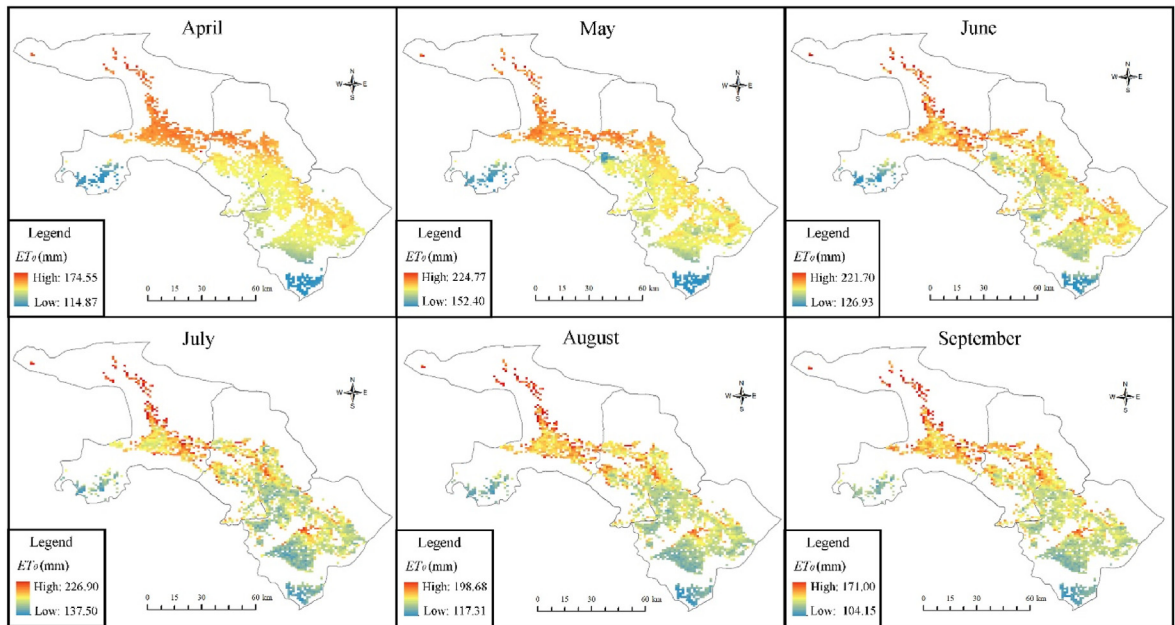 April
N
W E
S
Legend
ET₀ (mm)
High: 174.55
Low: 114.87
0 15 30 60 km
May
N
W E
S
Legend
ET₀ (mm)
High: 224.77
Low: 152.40
0 15 30 60 km
June
N
W E
S
Legend
ET₀ (mm)
High: 221.70
Low: 126.93
0 15 30 60 km
July
N
W E
S
Legend
ET₀ (mm)
High: 226.90
Low: 137.50
0 15 30 60 km
August
N
W E
S
Legend
ET₀ (mm)
High: 198.68
Low: 117.31
0 15 30 60 km
September
N
W E
S
Legend
ET₀ (mm)
High: 171.00
Low: 104.15
0 15 30 60 km